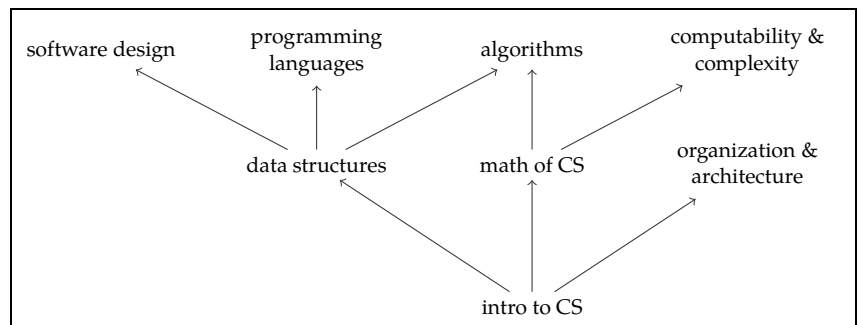 software design
programming
languages
algorithms
computability &
complexity
data structures
math of CS
organization &
architecture
intro to CS